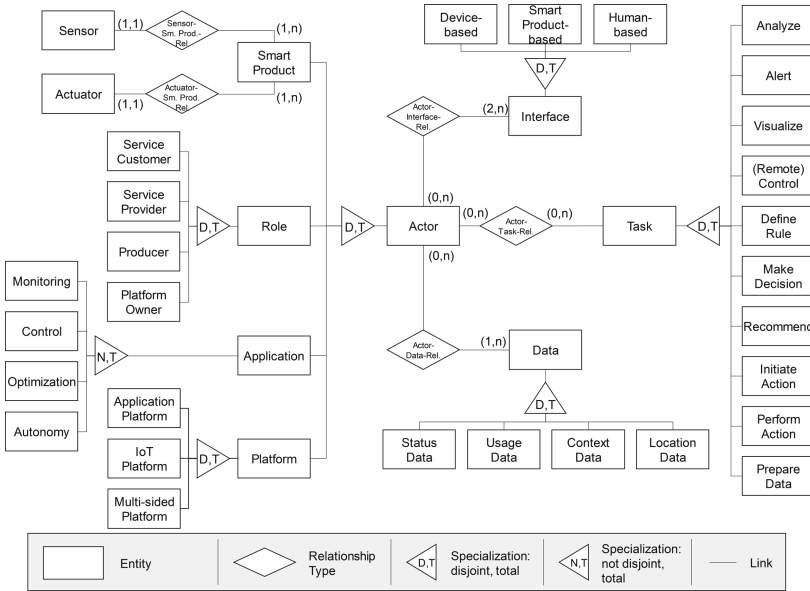 Sensor
(1,1)
Sensor-
Sm. Prod.-
Rel.
(1,n)
Smart
Product
Actuator
(1,1)
Actuator-
Sm. Prod.
Rel.
(1,n)
Device-
based
Smart
Product-
based
Human-
based
D,T
Interface
(2,n)
Actor-
Interface-
Rel.
(0,n)
Service
Customer
Service
Provider
Producer
Platform
Owner
D,T
Role
D,T
Actor
(0,n)
Actor-
Task-Rel.
(0,n)
Task
D,T
(0,n)
Monitoring
Control
Optimization
Autonomy
N,T
Application
Application
Platform
IoT
Platform
Multi-sided
Platform
D,T
Platform
Actor-
Data-Rel.
(1,n)
Data
D,T
Status
Data
Usage
Data
Context
Data
Location
Data
Analyze
Alert
Visualize
(Remote)
Control
Define
Rule
Make
Decision
Recommend
Initiate
Action
Perform
Action
Prepare
Data
Entity
Relationship
Type
D,T
Specialization:
disjoint, total
N,T
Specialization:
not disjoint,
total
Link